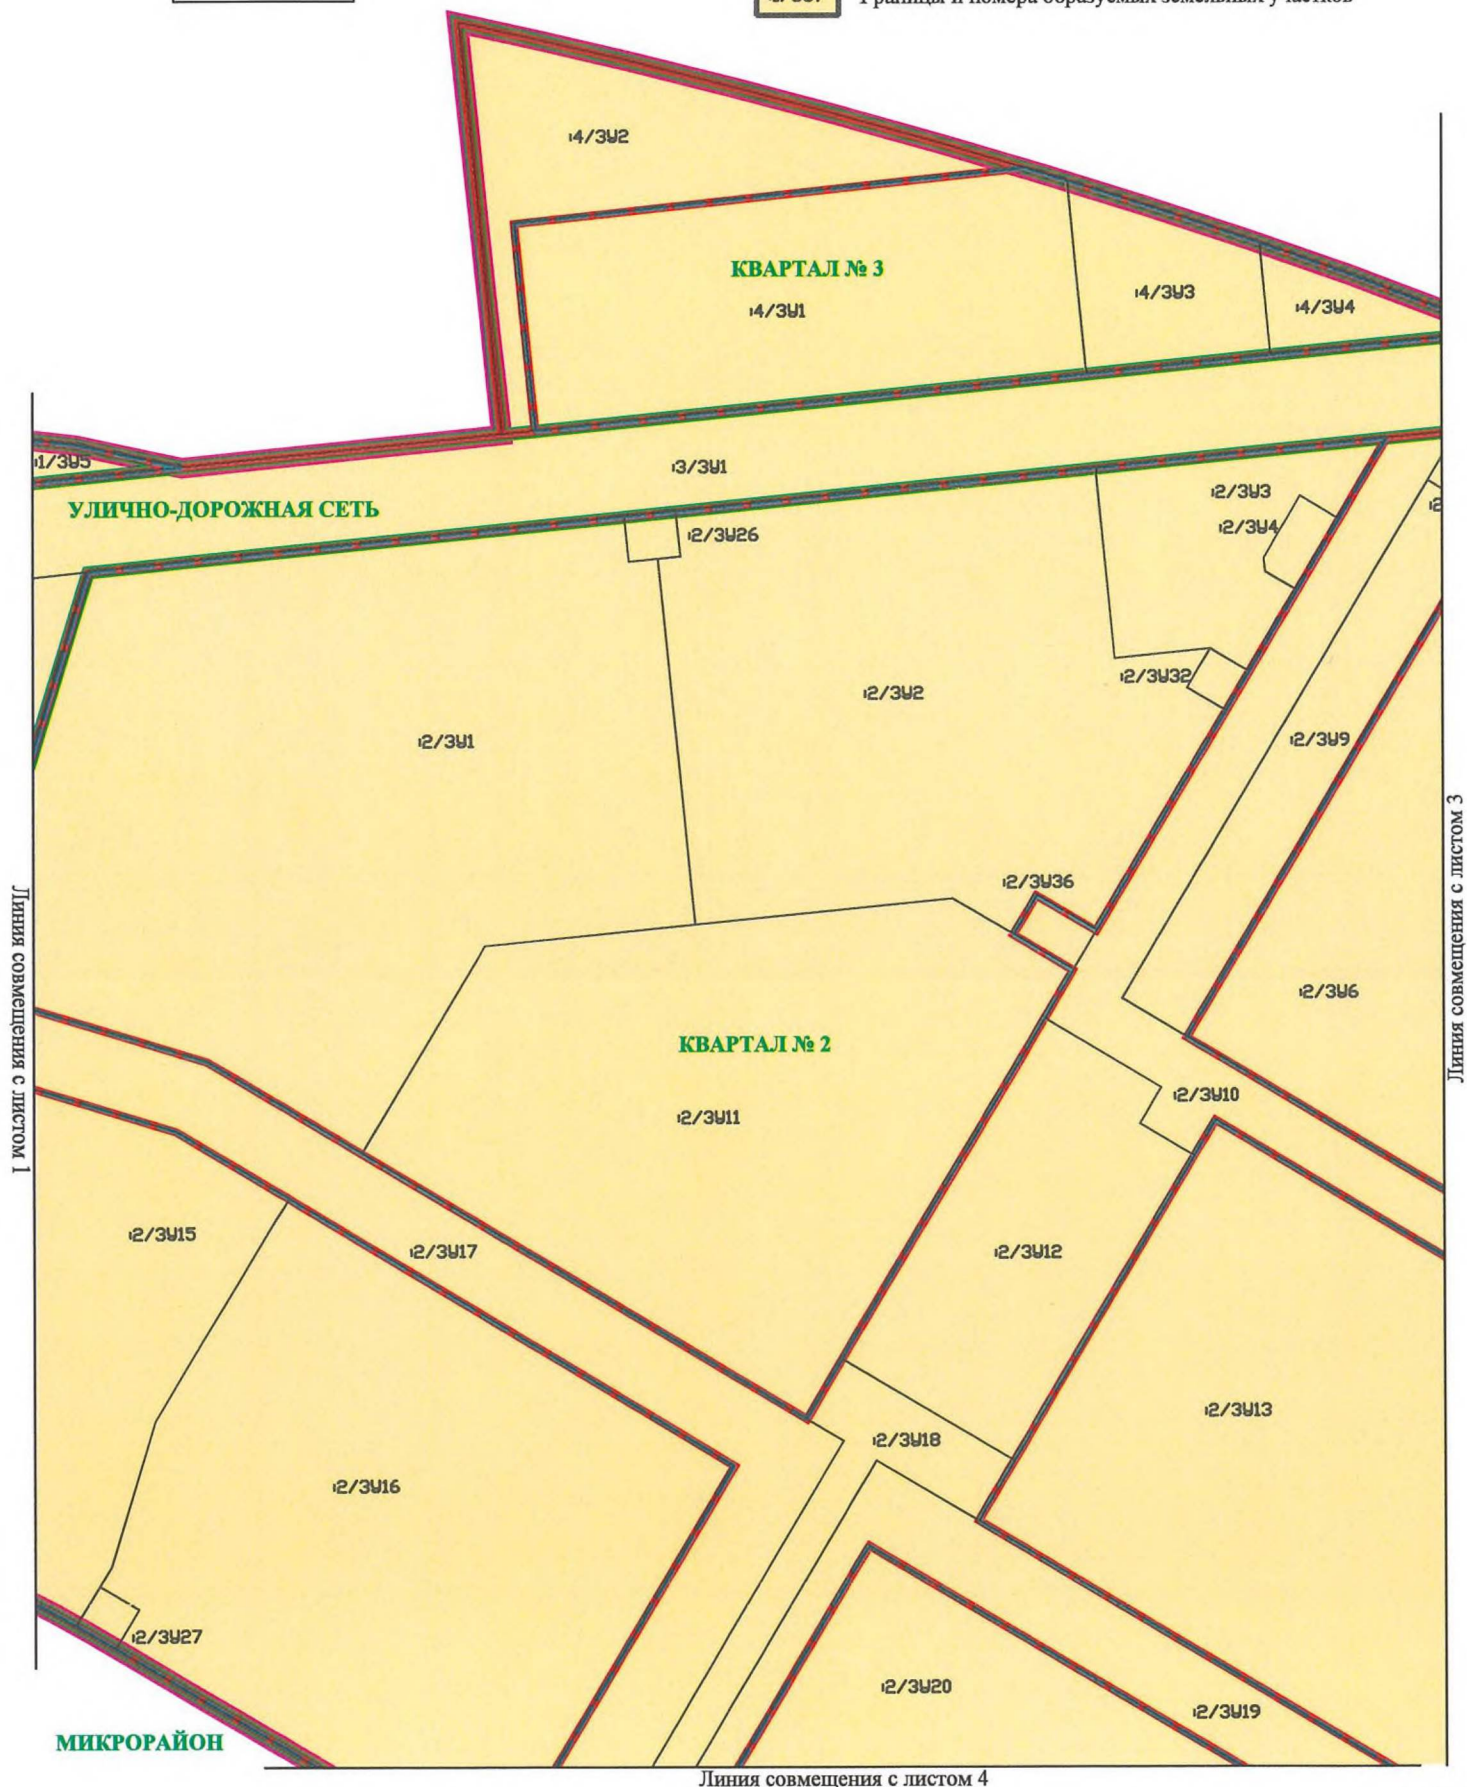 Границы и номера образуемых земельных участков
:4/ЗУ2
КВАРТАЛ № 3
:4/ЗУ1
:4/ЗУ3
:4/ЗУ4
:1/ЗУ5
:3/ЗУ1
УЛИЧНО-ДОРОЖНАЯ СЕТЬ
:2/ЗУ3
:2/ЗУ4
:2/ЗУ26
:2/ЗУ32
:2/ЗУ2
:2/ЗУ1
:2/ЗУ9
:2/ЗУ36
Линия совмещения с листом 1
Линия совмещения с листом 3
:2/ЗУ6
КВАРТАЛ № 2
:2/ЗУ10
:2/ЗУ11
:2/ЗУ15
:2/ЗУ17
:2/ЗУ12
:2/ЗУ13
:2/ЗУ18
:2/ЗУ16
:2/ЗУ27
:2/ЗУ20
:2/ЗУ19
МИКРОРАЙОН
Линия совмещения с листом 4